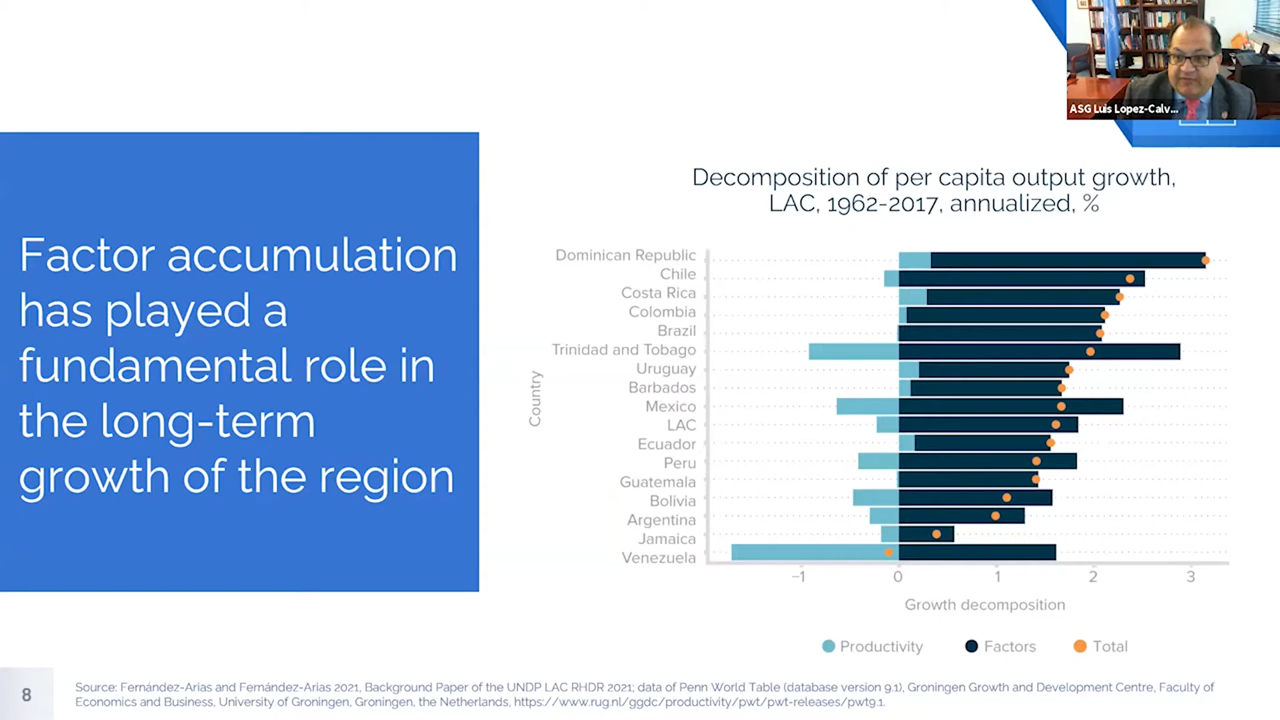 ASG Luis Lopez-Calv...
Factor accumulation
has played a
fundamental role in
the long-term
growth of the region
Decomposition of per capita output growth,
LAC, 1962-2017, annualized, %
Country
Dominican Republic
Chile
Costa Rica
Colombia
Brazil
Trinidad and Tobago
Uruguay
Barbados
Mexico
LAC
Ecuador
Peru
Guatemala
Bolivia
Argentina
Jamaica
Venezuela
−1 0 1 2 3
Growth decomposition
Productivity Factors Total
8
Source: Fernández-Arias and Fernández-Arias 2021, Background Paper of the UNDP LAC RHDR 2021; data of Penn World Table (database version 9.1), Groningen Growth and Development Centre, Faculty of
Economics and Business, University of Groningen, Groningen, the Netherlands, https://www.rug.nl/ggdc/productivity/pwt/pwt-releases/pwt9.1.